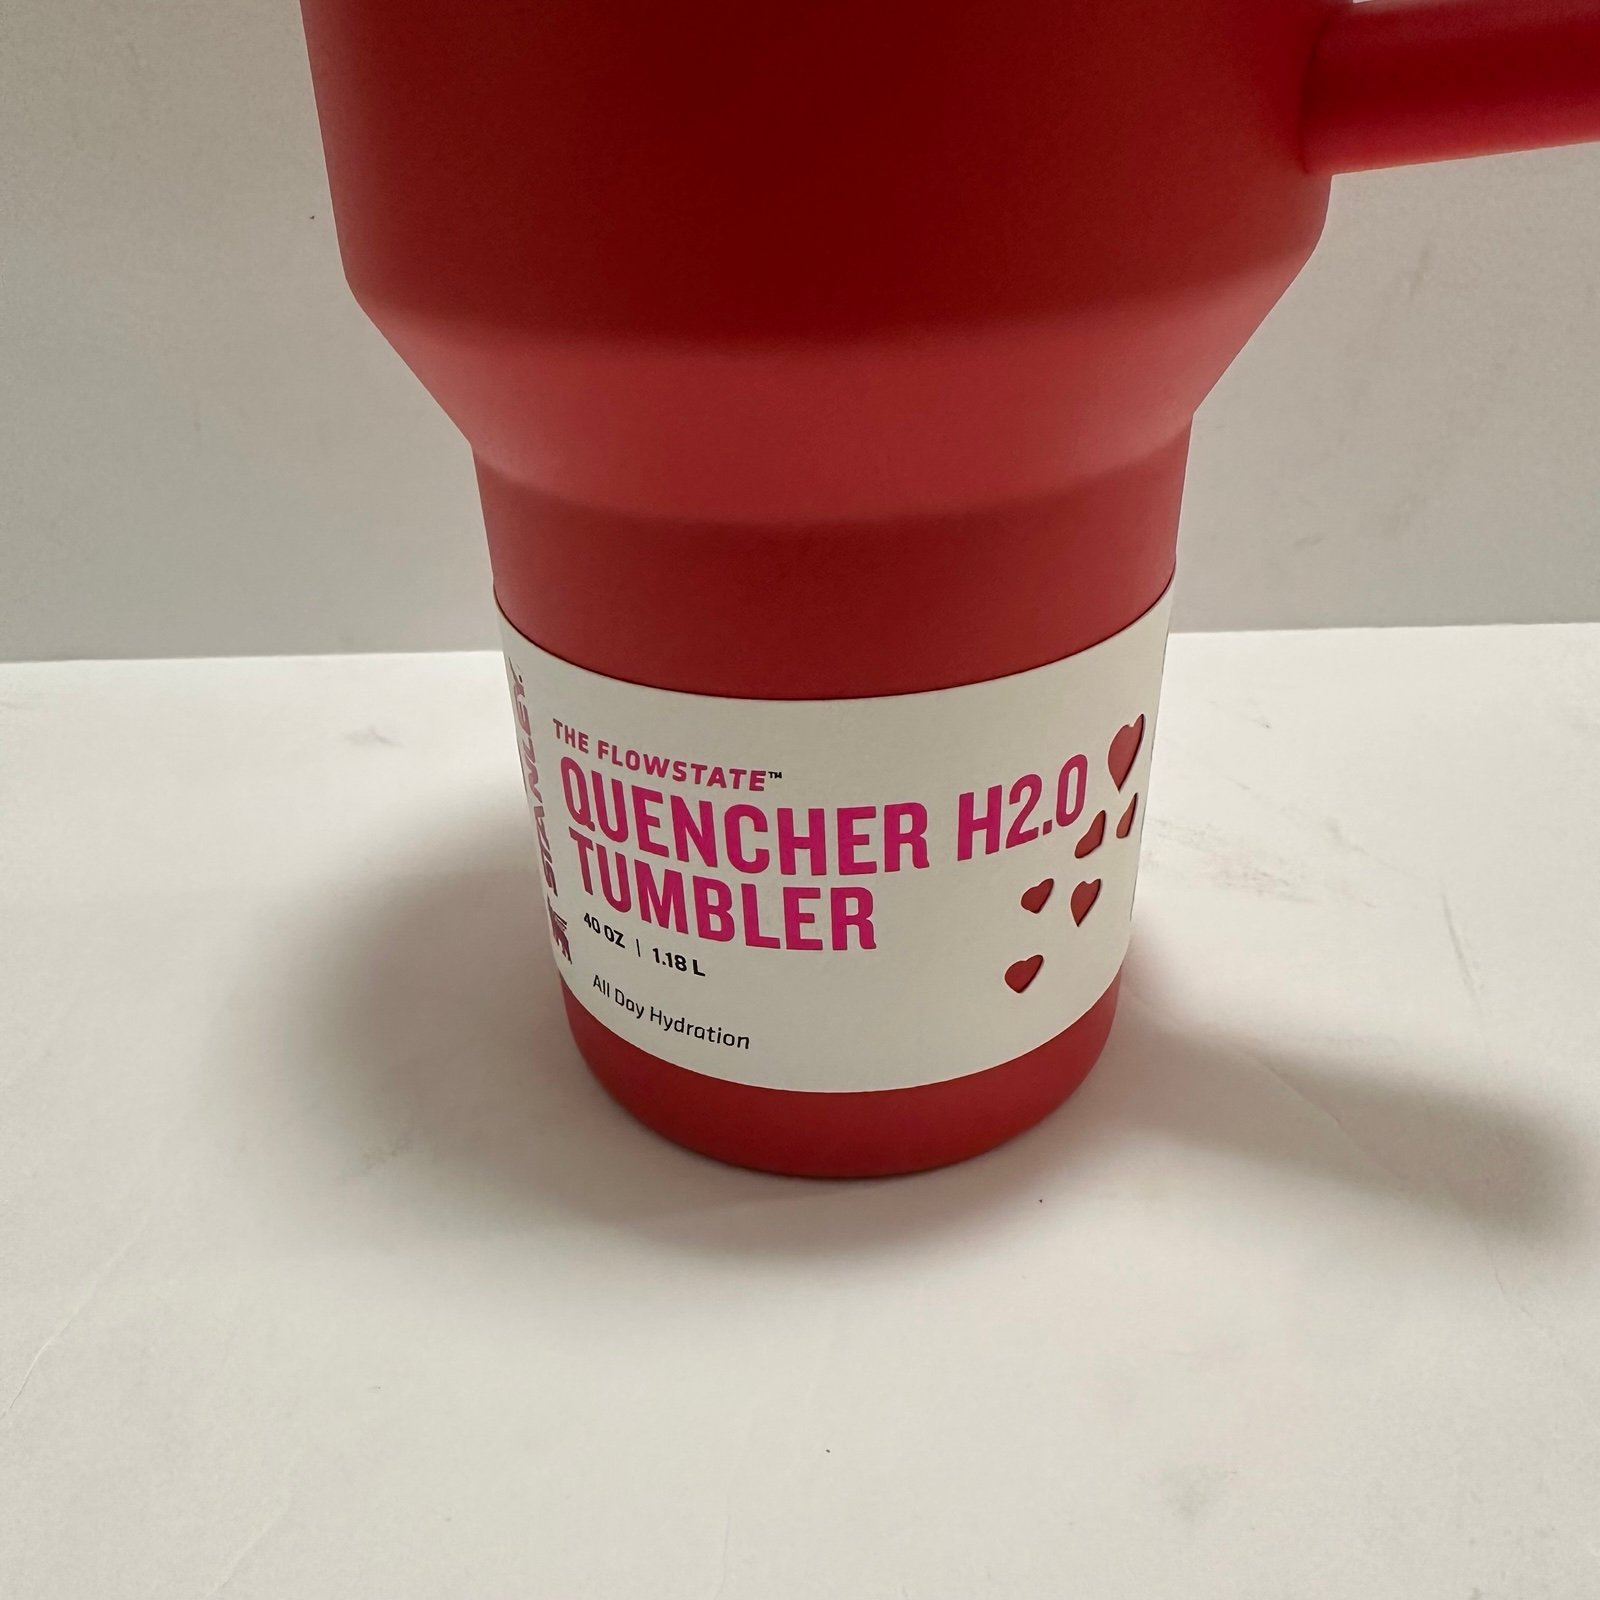 STANLEY.
THE FLOWSTATE™
QUENCHER H2.0
TUMBLER
40 OZ | 1.18 L
All Day Hydration